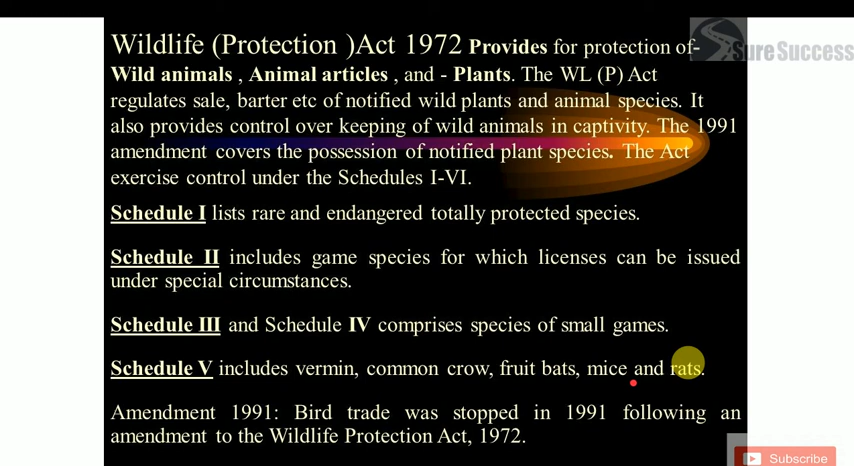 Wildlife (Protection )Act 1972 Provides for protection of-
Wild animals , Animal articles , and - Plants. The WL (P) Act
regulates sale, barter etc of notified wild plants and animal species. It
also provides control over keeping of wild animals in captivity. The 1991
amendment covers the possession of notified plant species. The Act
exercise control under the Schedules I-VI.
Schedule I lists rare and endangered totally protected species.
Schedule II includes game species for which licenses can be issued
under special circumstances.
Schedule III and Schedule IV comprises species of small games.
Schedule V includes vermin, common crow, fruit bats, mice and rats.
Amendment 1991: Bird trade was stopped in 1991 following an
amendment to the Wildlife Protection Act, 1972.
Sure Success
Subscribe